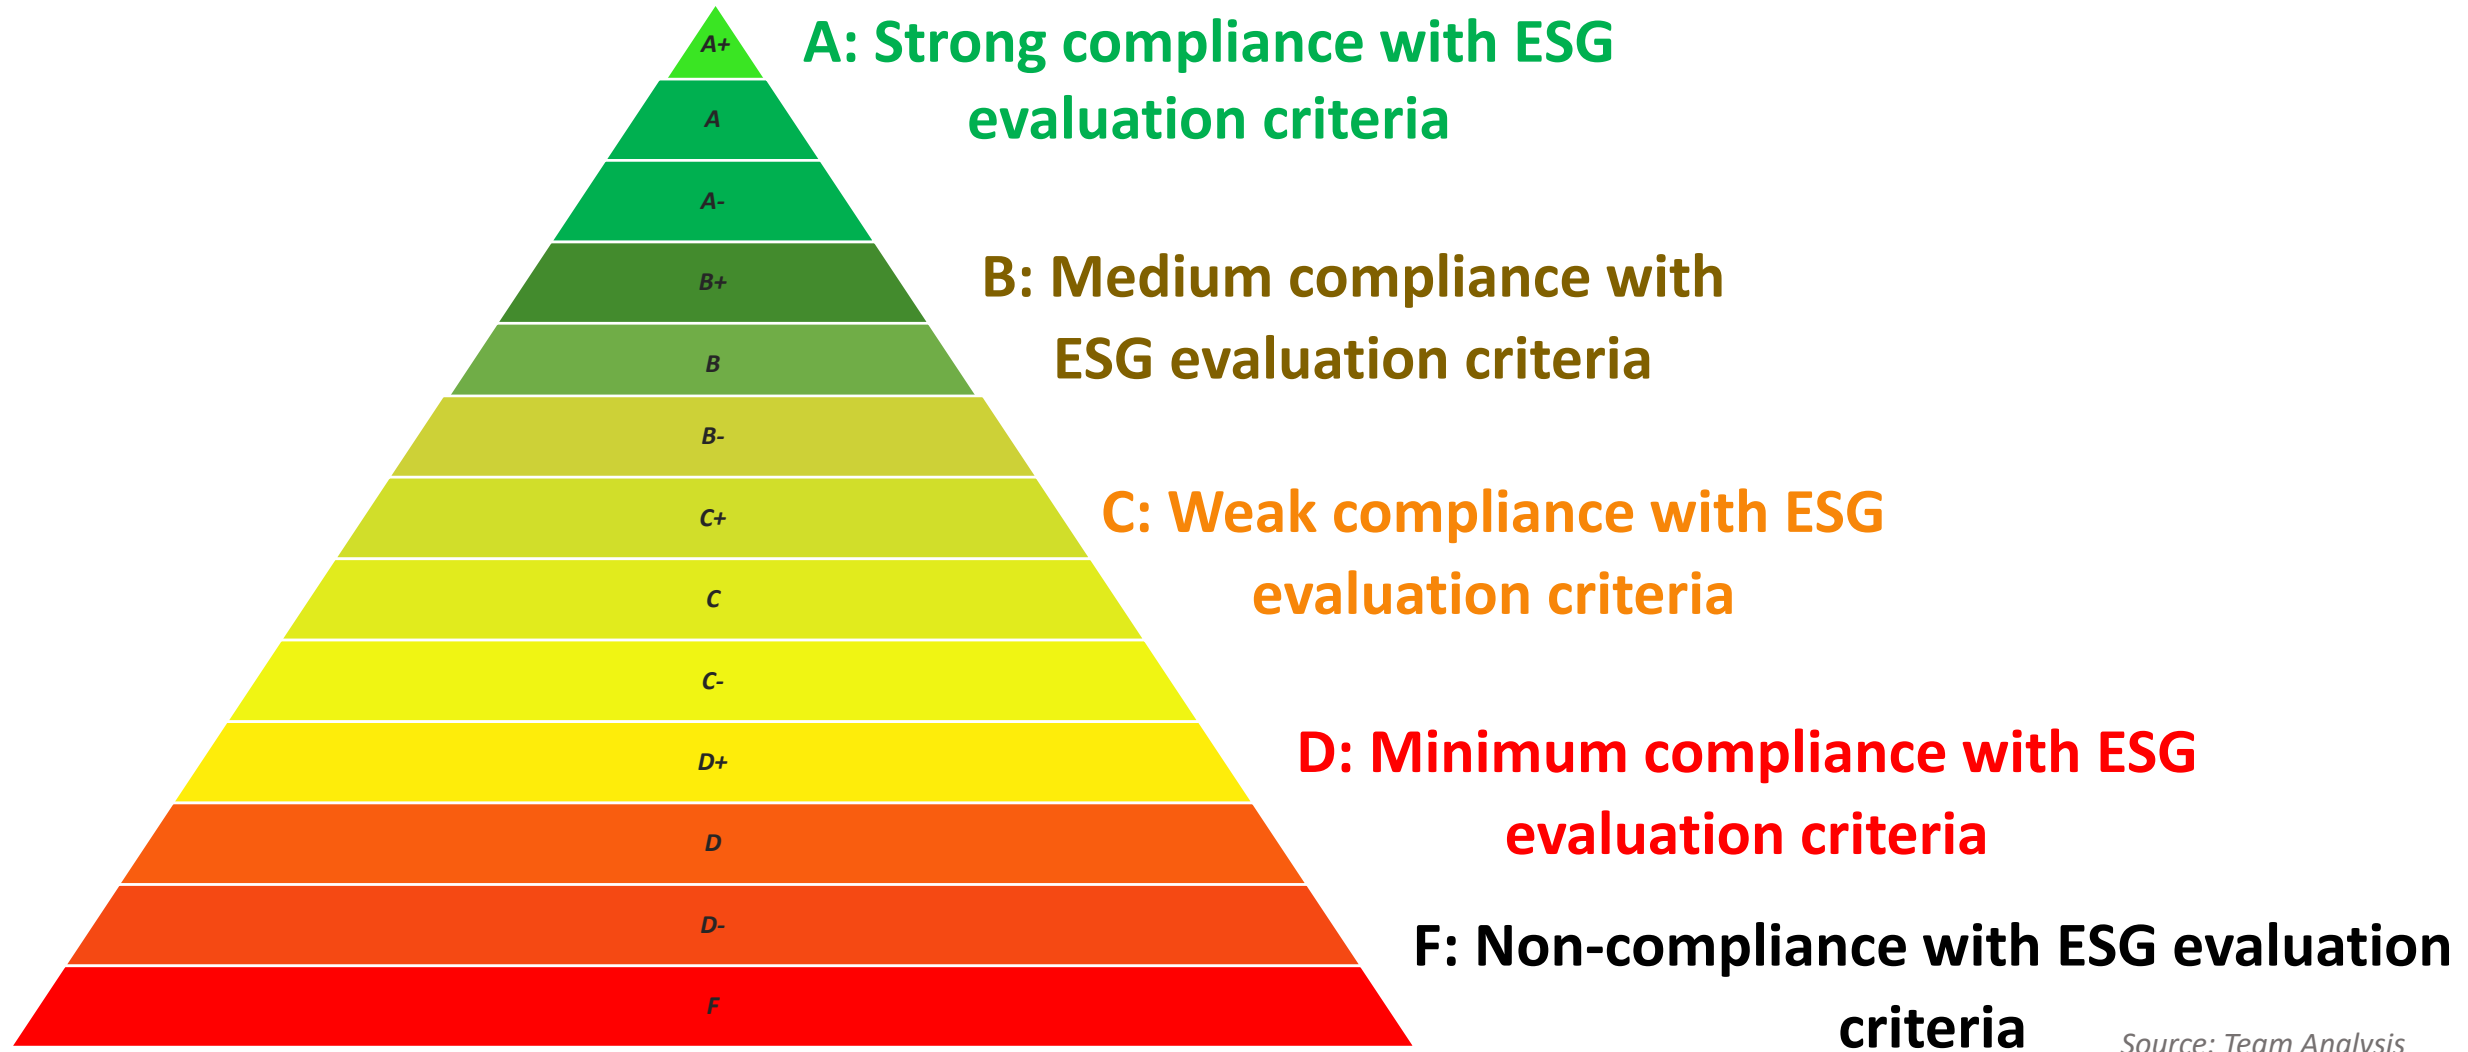 A+
A: Strong compliance with ESG
evaluation criteria
A
A-
B+
B: Medium compliance with
ESG evaluation criteria
B
B-
C+
C: Weak compliance with ESG
evaluation criteria
C
C-
D+
D: Minimum compliance with ESG
evaluation criteria
D
D-
F: Non-compliance with ESG evaluation
criteria
F
Source: Team Analysis